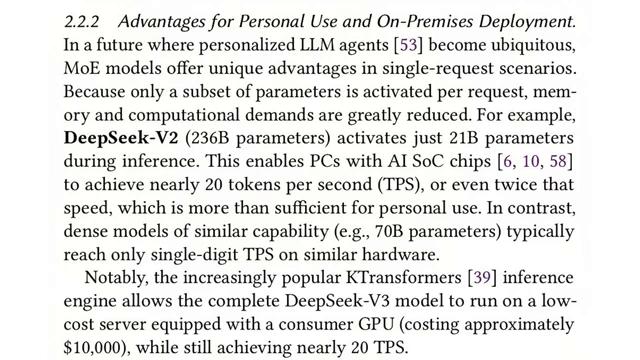 2.2.2 Advantages for Personal Use and On-Premises Deployment.
In a future where personalized LLM agents [53] become ubiquitous,
MoE models offer unique advantages in single-request scenarios.
Because only a subset of parameters is activated per request, mem-
ory and computational demands are greatly reduced. For example,
DeepSeek-V2 (236B parameters) activates just 21B parameters
during inference. This enables PCs with AI SoC chips [6, 10, 58]
to achieve nearly 20 tokens per second (TPS), or even twice that
speed, which is more than sufficient for personal use. In contrast,
dense models of similar capability (e.g., 70B parameters) typically
reach only single-digit TPS on similar hardware.
Notably, the increasingly popular KTransformers [39] inference
engine allows the complete DeepSeek-V3 model to run on a low-
cost server equipped with a consumer GPU (costing approximately
$10,000), while still achieving nearly 20 TPS.